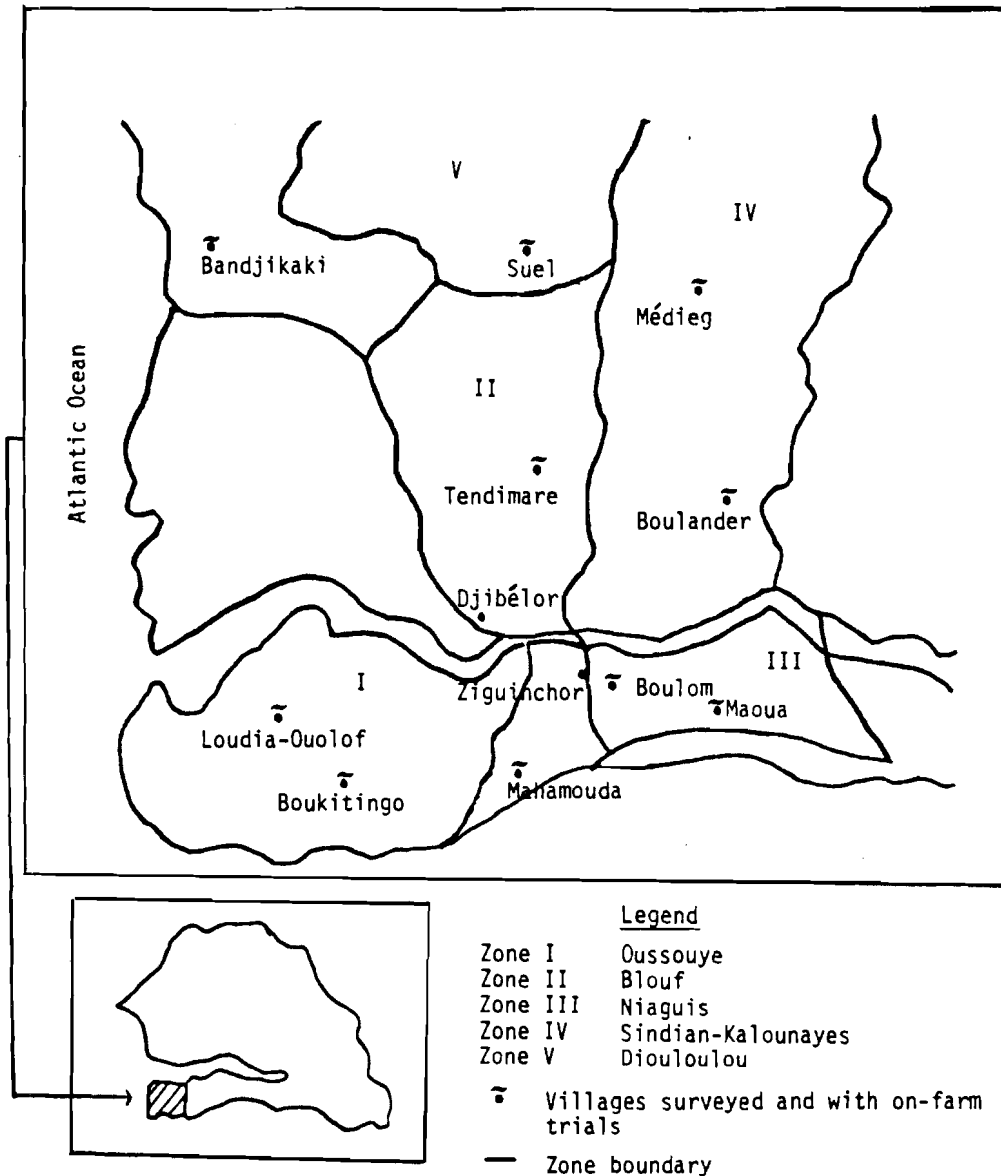 V
IV
Bandjikaki
Suel
Médieg
II
Atlantic Ocean
Tendimare
Boulander
Djibélor
I
III
Ziguinchor
Boulom
Maoua
Loudia-Ouolof
Boukitingo
Mahamouda
Legend
Zone I Oussouye
Zone II Blouf
Zone III Niaguis
Zone IV Sindian-Kalounayes
Zone V Diouloulou
Villages surveyed and with on-farm
trials
Zone boundary